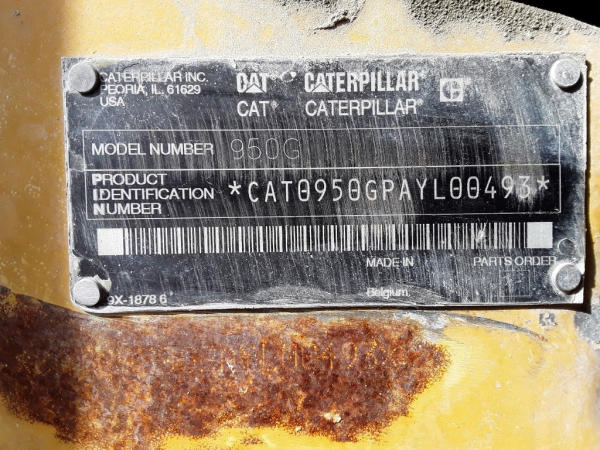 CATERPILLAR INC.
PEORIA, IL, 61629
USA
CAT® CATERPILLAR®
CAT® CATERPILLAR®
MODEL NUMBER 950G
PRODUCT
IDENTIFICATION
NUMBER
*CAT0950GPAYL00493*
MADE-IN PARTS ORDER
9X-1878 6 Belgium